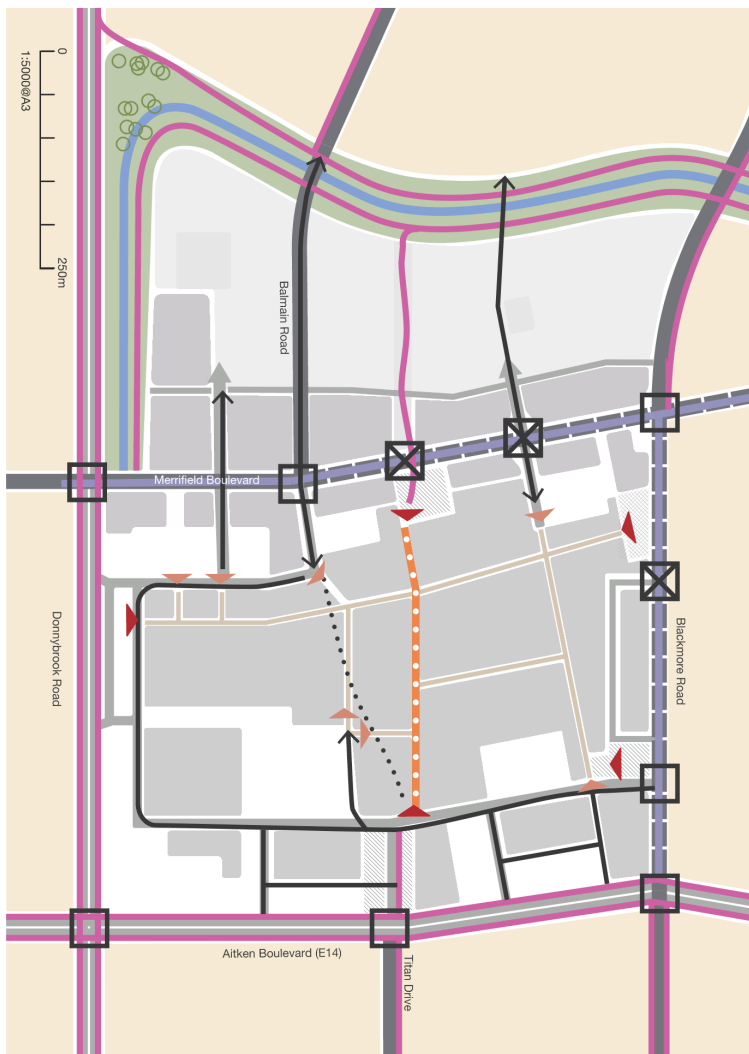 0
1:5000@A3
250m
Balmain Road
Merrifield Boulevard
Donnybrook Road
Blackmore Road
Aitken Boulevard (E14)
Titan Drive